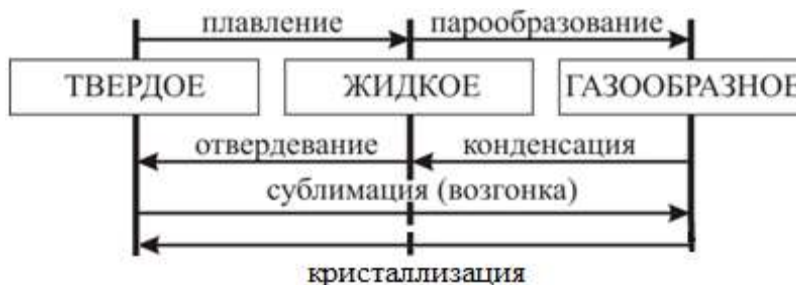 плавление парообразование
ТВЕРДОЕ ЖИДКОЕ ГАЗООБРАЗНОЕ
отвердевание конденсация
сублимация (возгонка)
кристаллизация